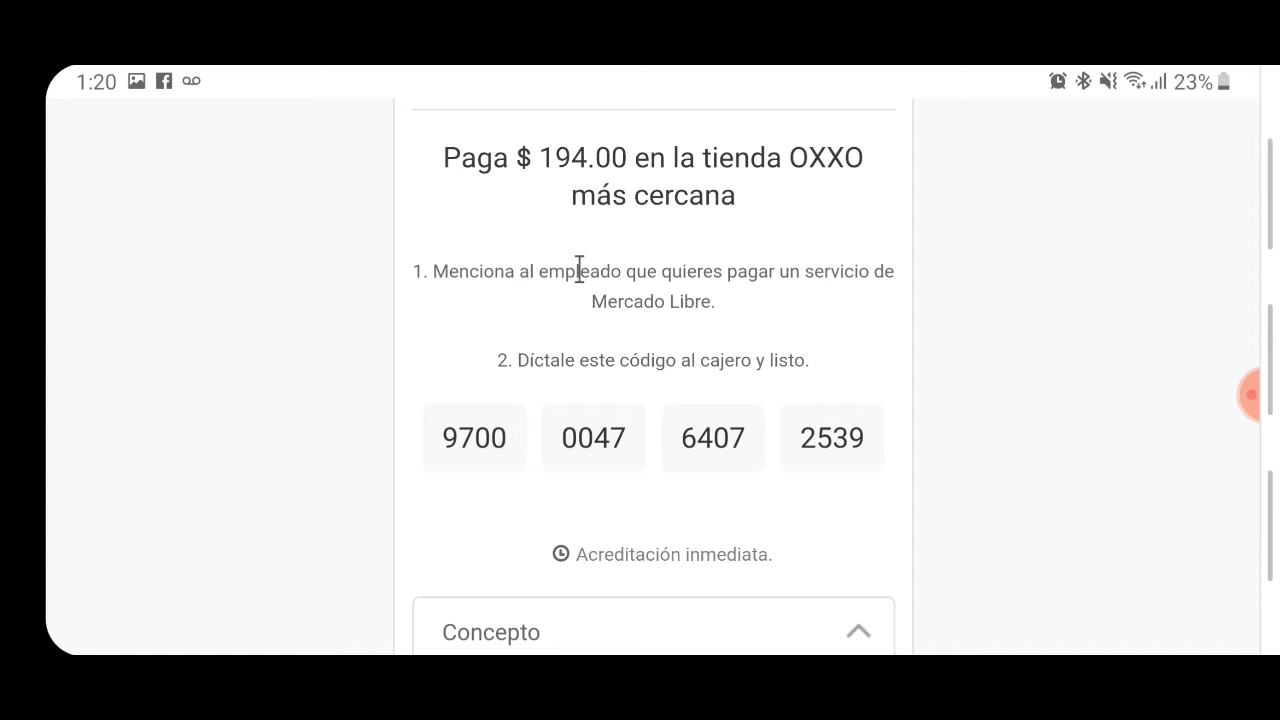 1:20
23%
Paga $ 194.00 en la tienda OXXO
más cercana
1. Menciona al empleado que quieres pagar un servicio de
Mercado Libre.
2. Díctale este código al cajero y listo.
9700 0047 6407 2539
Acreditación inmediata.
Concepto